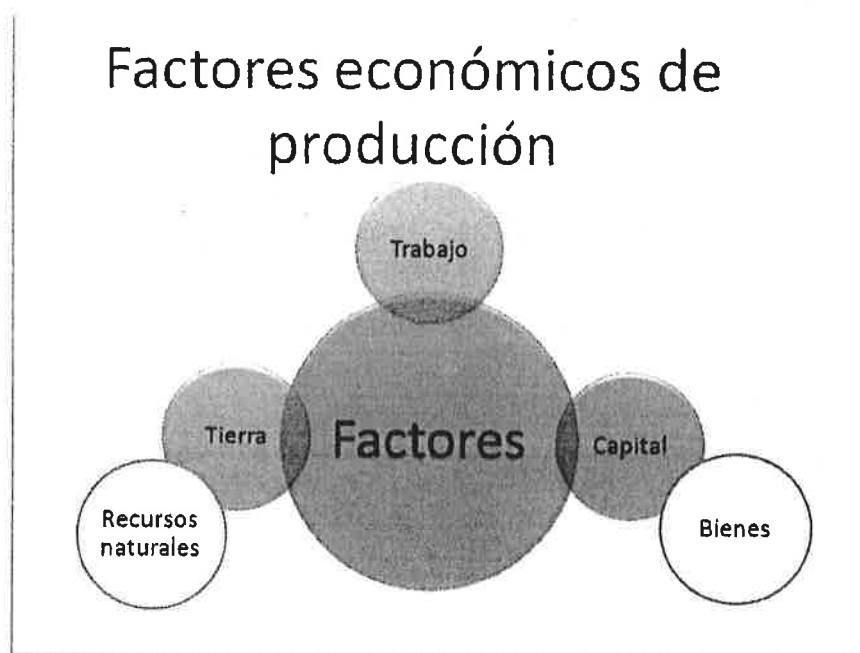 Factores económicos de
producción
Trabajo
Tierra
Factores
Capital
Recursos
naturales
Bienes